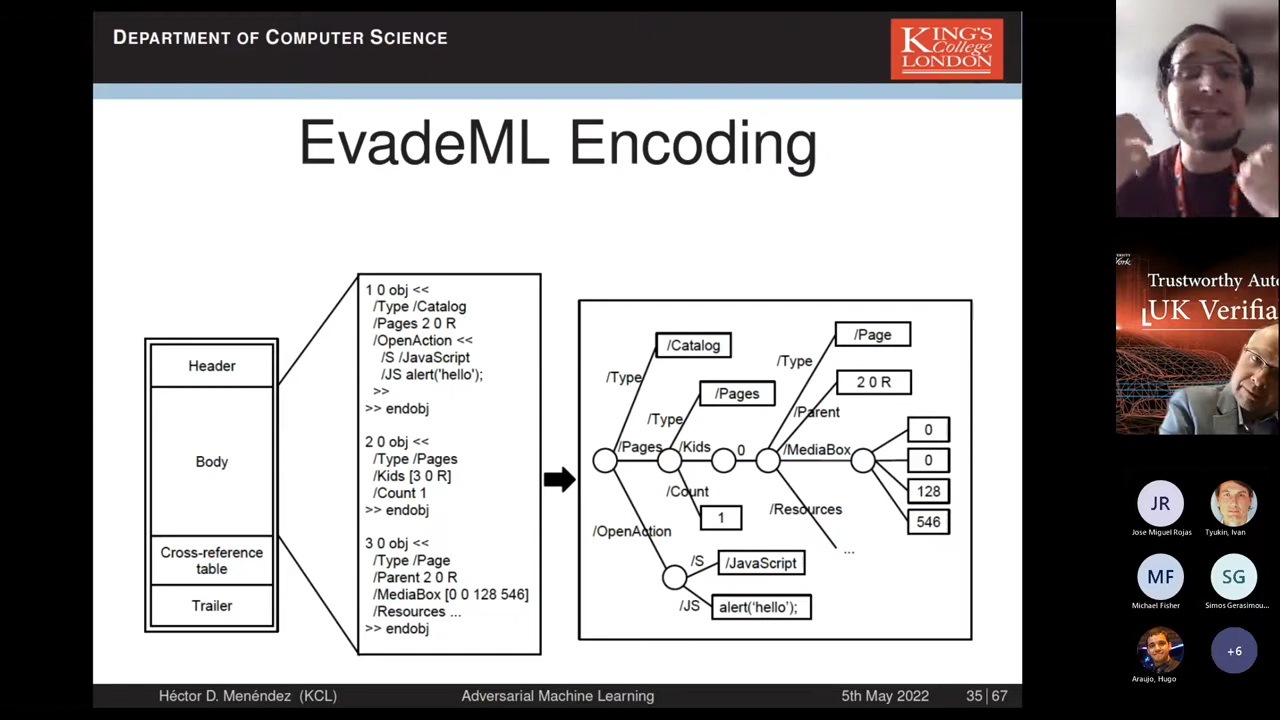 DEPARTMENT OF COMPUTER SCIENCE
KING'S
College
LONDON
EvadeML Encoding
Header
Body
Cross-reference
table
Trailer
1 0 obj <<
/Type /Catalog
/Pages 2 0 R
/OpenAction <<
/S /JavaScript
/JS alert('hello');
>>
>> endobj
2 0 obj <<
/Type /Pages
/Kids [3 0 R]
/Count 1
>> endobj
3 0 obj <<
/Type /Page
/Parent 2 0 R
/MediaBox [0 0 128 546]
/Resources ...
>> endobj
/Catalog
/Type
/Pages
/Type
/Pages
/Kids
0
/Count
1
/OpenAction
/S
/JavaScript
/JS
alert('hello');
/Page
/Type
2 0 R
/Parent
/MediaBox
0
0
128
546
/Resources
...
Héctor D. Menéndez (KCL)
Adversarial Machine Learning
5th May 2022
35 | 67
Trustworthy Aut
UK Verifia
JR
Jose Miguel Rojas
Tyukin, Ivan
MF
Michael Fisher
SG
Simos Gerasimou...
Araujo, Hugo
+6